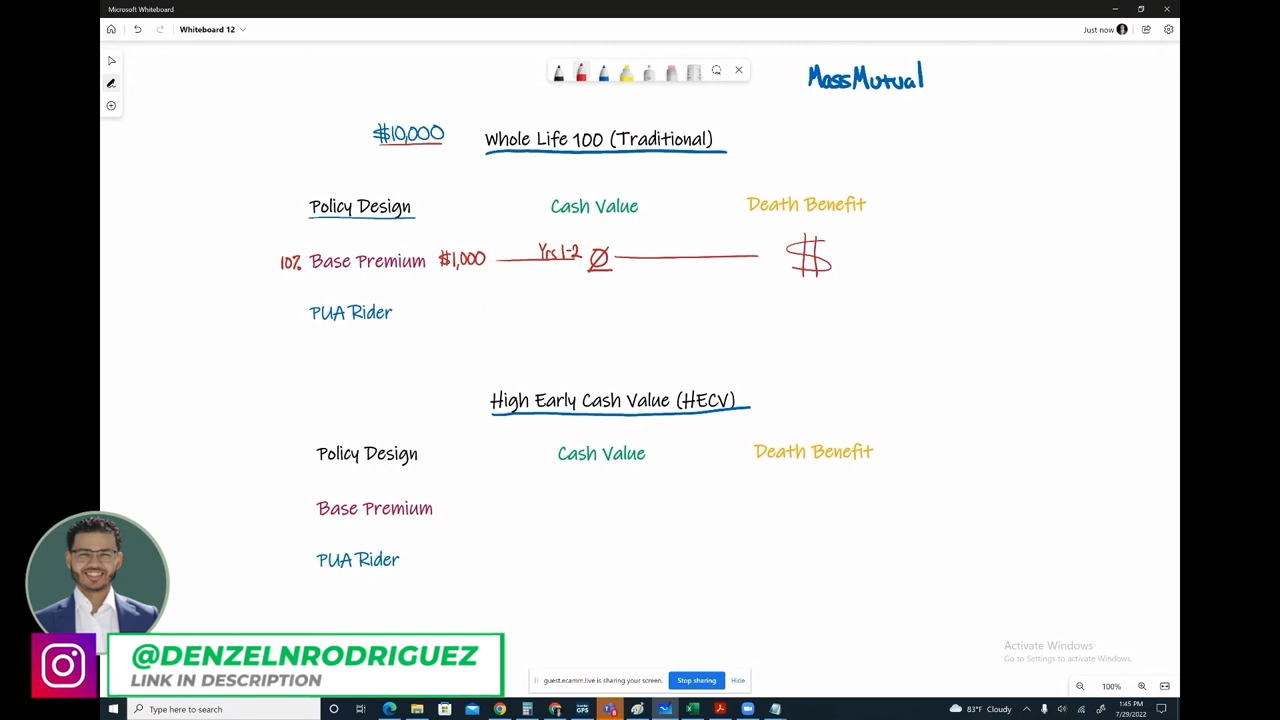 Microsoft Whiteboard
Whiteboard 12
Just now
MassMutual
$10,000
Whole Life 100 (Traditional)
Policy Design
Cash Value
Death Benefit
10% Base Premium $1,000
Yrs 1-2 Ø
$
PUA Rider
High Early Cash Value (HECV)
Policy Design
Cash Value
Death Benefit
Base Premium
PUA Rider
@DENZELNRODRIGUEZ
LINK IN DESCRIPTION
Activate Windows
Go to Settings to activate Windows.
guest.ecamm.live is sharing your screen.
Stop sharing
Hide
100%
Type here to search
GPS
83°F Cloudy
1:45 PM
7/29/2022